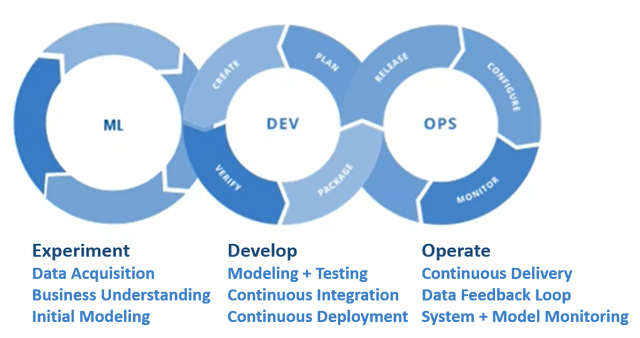 ML
DEV
OPS
CREATE
PLAN
VERIFY
PACKAGE
RELEASE
CONFIGURE
MONITOR
Experiment
Data Acquisition
Business Understanding
Initial Modeling
Develop
Modeling + Testing
Continuous Integration
Continuous Deployment
Operate
Continuous Delivery
Data Feedback Loop
System + Model Monitoring